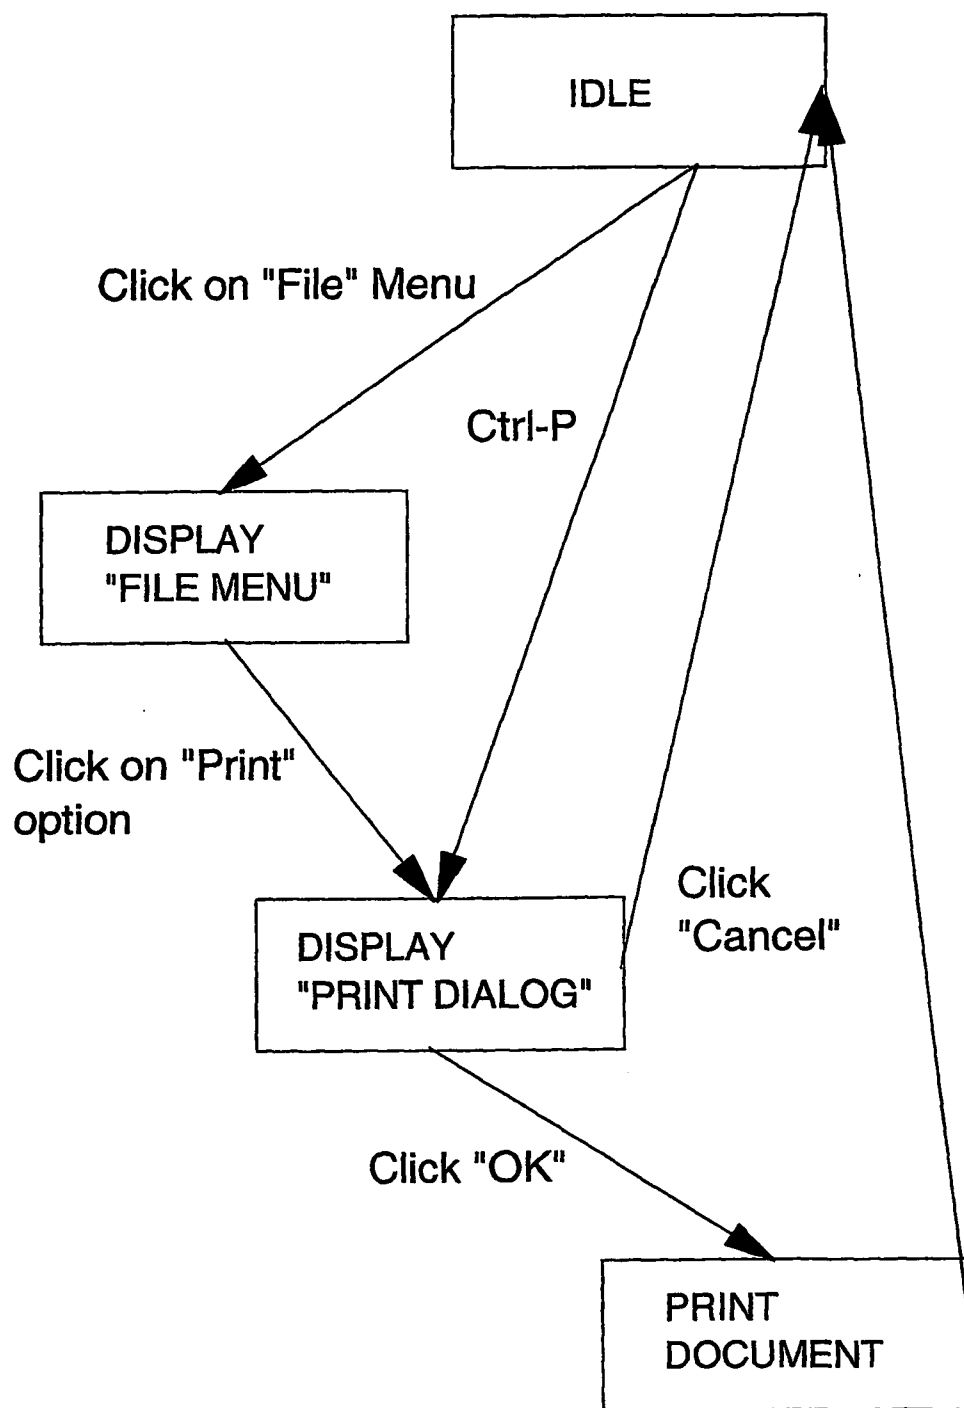 IDLE
Click on "File" Menu
Ctrl-P
DISPLAY
"FILE MENU"
Click on "Print"
option
Click
"Cancel"
DISPLAY
"PRINT DIALOG"
Click "OK"
PRINT
DOCUMENT